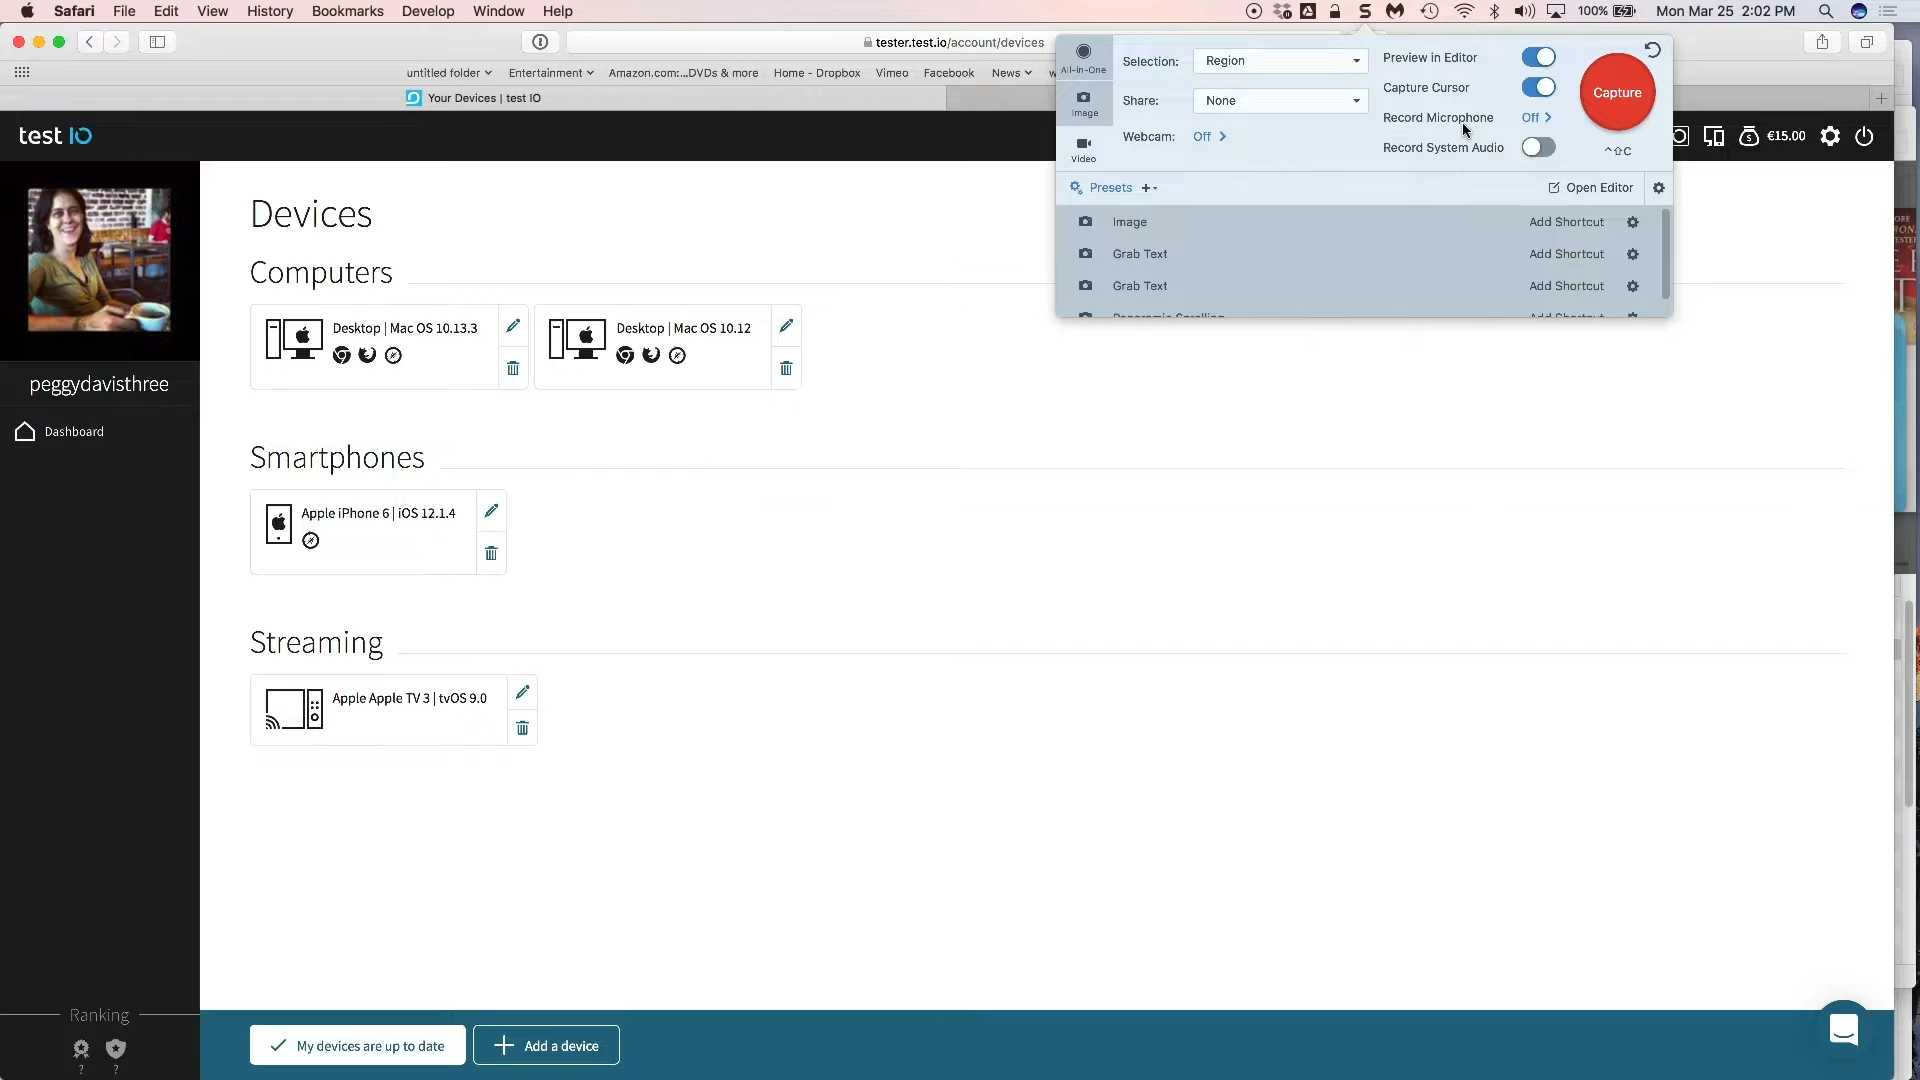 Safari File Edit View History Bookmarks Develop Window Help
100% Mon Mar 25 2:02 PM
tester.test.io/account/devices
untitled folder Entertainment Amazon.com:...DVDs & more Home - Dropbox Vimeo Facebook News
Your Devices | test IO
All-in-One
Image
Video
Selection: Region
Share: None
Webcam: Off
Preview in Editor
Capture Cursor
Record Microphone Off
Record System Audio
Capture
^⇧C
Presets Open Editor
Image Add Shortcut
Grab Text Add Shortcut
Grab Text Add Shortcut
Panoramic Scrolling Add Shortcut
test IO
€15.00
peggydavisthree
Dashboard
Ranking
? ?
Devices
Computers
Desktop | Mac OS 10.13.3
Desktop | Mac OS 10.12
Smartphones
Apple iPhone 6 | iOS 12.1.4
Streaming
Apple Apple TV 3 | tvOS 9.0
My devices are up to date
Add a device